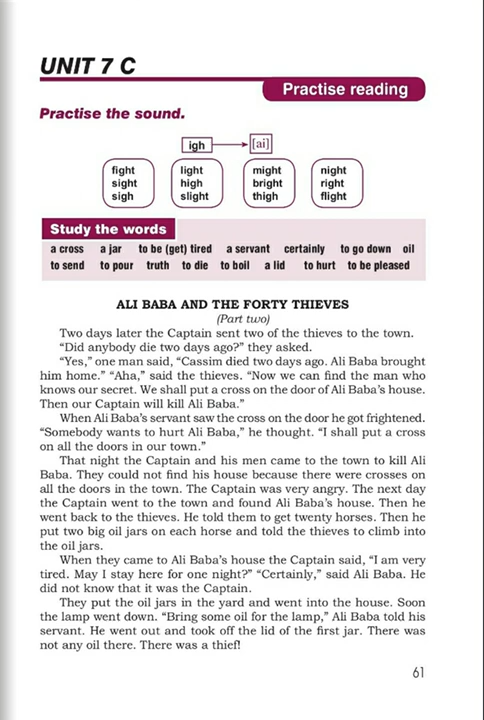 UNIT 7 C
Practise reading
Practise the sound.
igh [ai]
fight light might night
sight high bright right
sigh slight thigh flight
Study the words
a cross a jar to be (get) tired a servant certainly to go down oil
to send to pour truth to die to boil a lid to hurt to be pleased
ALI BABA AND THE FORTY THIEVES
(Part two)
Two days later the Captain sent two of the thieves to the town.
“Did anybody die two days ago?” they asked.
“Yes,” one man said, “Cassim died two days ago. Ali Baba brought
him home.” “Aha,” said the thieves. “Now we can find the man who
knows our secret. We shall put a cross on the door of Ali Baba’s house.
Then our Captain will kill Ali Baba.”
When Ali Baba’s servant saw the cross on the door he got frightened.
“Somebody wants to hurt Ali Baba,” he thought. “I shall put a cross
on all the doors in our town.”
That night the Captain and his men came to the town to kill Ali
Baba. They could not find his house because there were crosses on
all the doors in the town. The Captain was very angry. The next day
the Captain went to the town and found Ali Baba’s house. Then he
went back to the thieves. He told them to get twenty horses. Then he
put two big oil jars on each horse and told the thieves to climb into
the oil jars.
When they came to Ali Baba’s house the Captain said, “I am very
tired. May I stay here for one night?” “Certainly,” said Ali Baba. He
did not know that it was the Captain.
They put the oil jars in the yard and went into the house. Soon
the lamp went down. “Bring some oil for the lamp,” Ali Baba told his
servant. He went out and took off the lid of the first jar. There was
not any oil there. There was a thief!
61